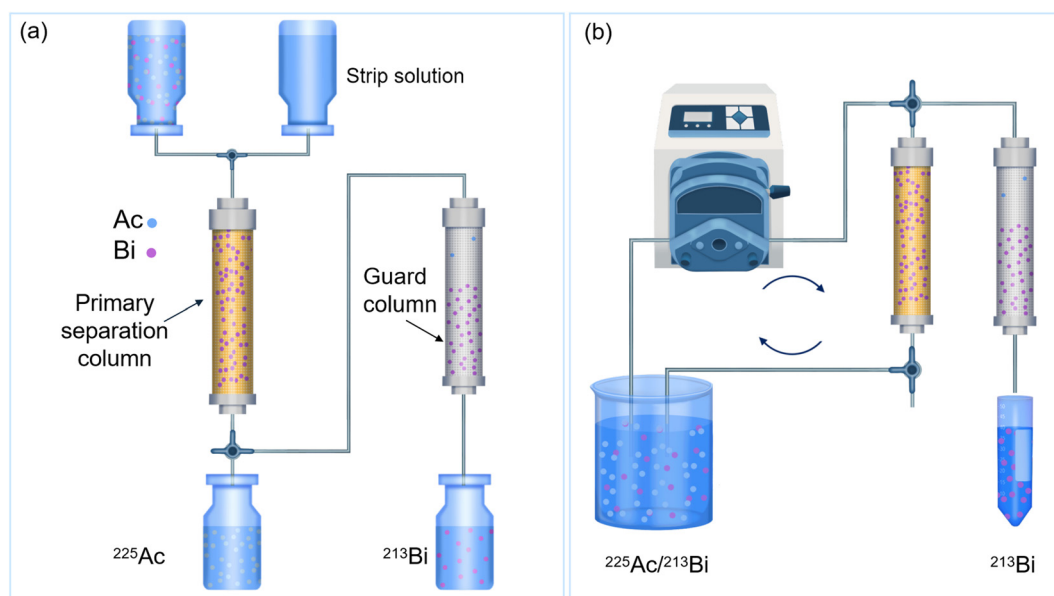 (a)
Strip solution
Ac
Bi
Primary
separation
column
Guard
column
²²⁵Ac
²¹³Bi
(b)
²²⁵Ac/²¹³Bi
²¹³Bi